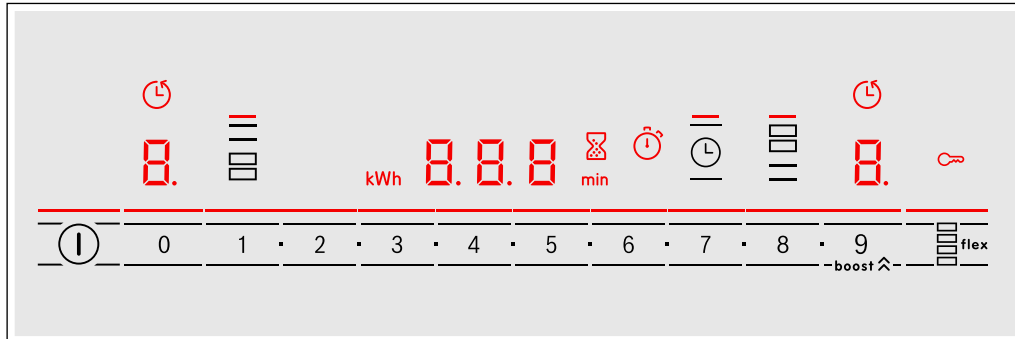 8. 8.8.8 8.
kWh min
0 1 · 2 · 3 · 4 · 5 · 6 · 7 · 8 · 9 flex
boost